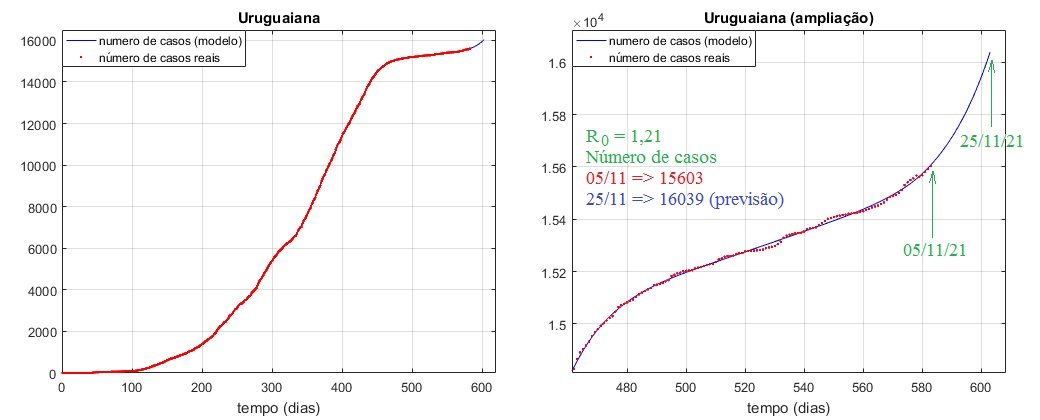 Uruguaiana
numero de casos (modelo)
número de casos reais
16000
14000
12000
10000
8000
6000
4000
2000
0
0 100 200 300 400 500 600
tempo (dias)
Uruguaiana (ampliação)
×10⁴
numero de casos (modelo)
número de casos reais
1.6
1.58
1.56
1.54
1.52
1.5
R0 = 1,21
Número de casos
05/11 => 15603
25/11 => 16039 (previsão)
25/11/21
05/11/21
480 500 520 540 560 580 600
tempo (dias)